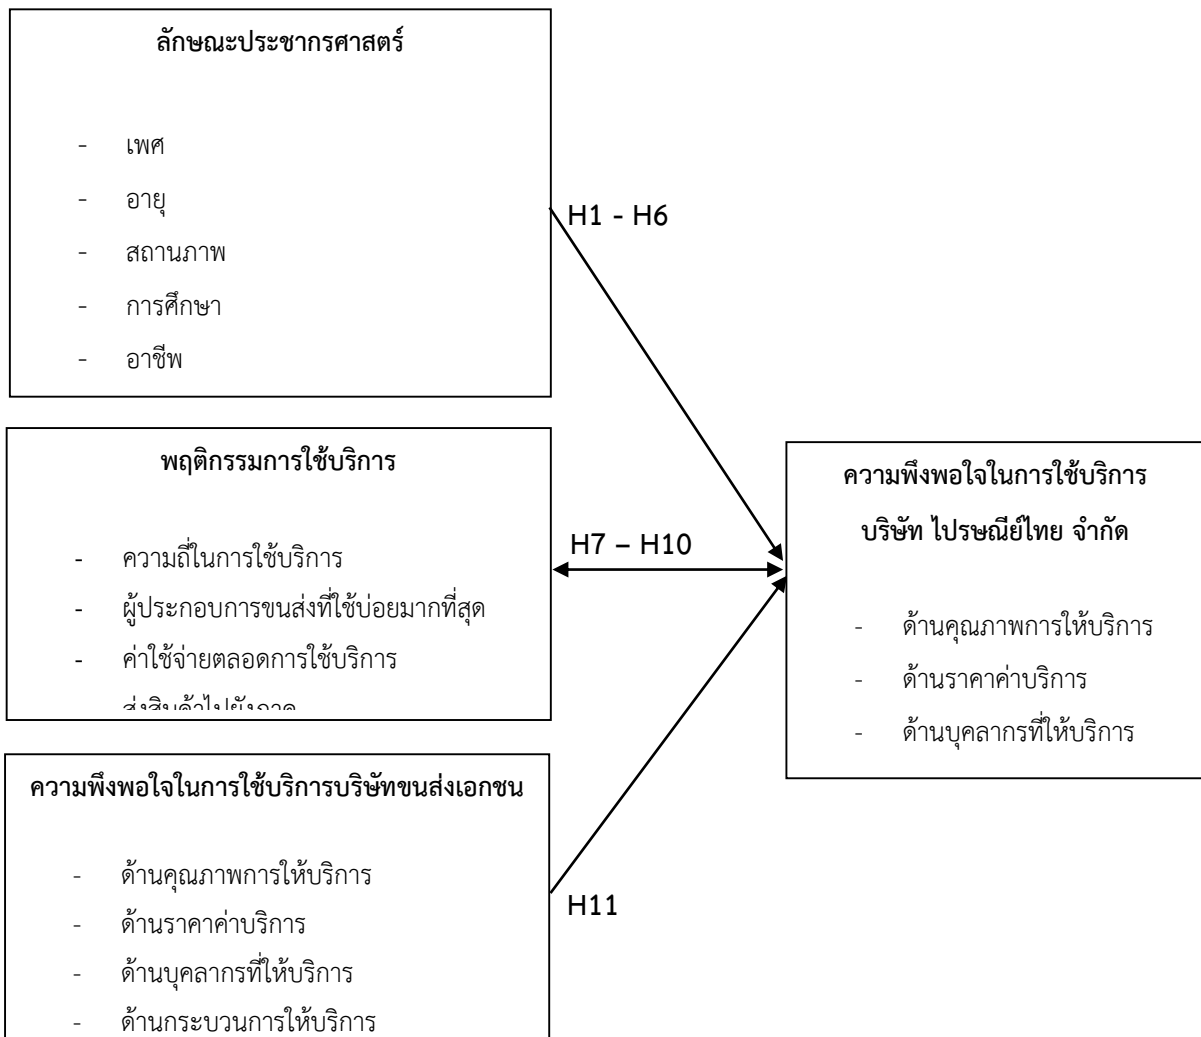 ลักษณะประชากรศาสตร์
- เพศ
- อายุ
- สถานภาพ
- การศึกษา
- อาชีพ
H1 - H6
พฤติกรรมการใช้บริการ
- ความถี่ในการใช้บริการ
- ผู้ประกอบการขนส่งที่ใช้บ่อยมากที่สุด
- ค่าใช้จ่ายตลอดการใช้บริการ
ส่งสินค้าไปยังภาค
H7 – H10
ความพึงพอใจในการใช้บริการ
บริษัท ไปรษณีย์ไทย จำกัด
- ด้านคุณภาพการให้บริการ
- ด้านราคาค่าบริการ
- ด้านบุคลากรที่ให้บริการ
ความพึงพอใจในการใช้บริการบริษัทขนส่งเอกชน
- ด้านคุณภาพการให้บริการ
- ด้านราคาค่าบริการ
- ด้านบุคลากรที่ให้บริการ
- ด้านกระบวนการให้บริการ
H11